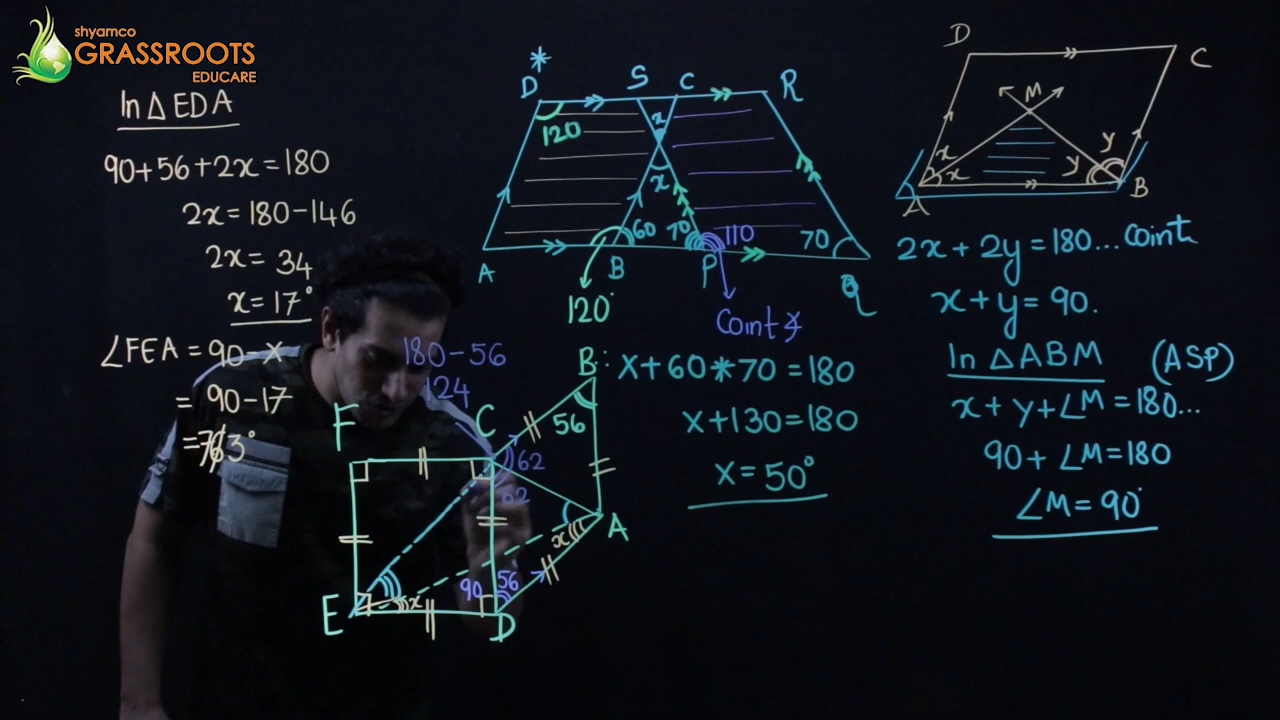 shyamco
GRASSROOTS
EDUCARE
In △ EDA
90+56+2x=180
2x=180-146
2x=34
x=17°
∠FEA = 90-x
= 90-17
=73°
180-56
124
F
C
B
A
D
E
62
62
56
56
90
x
x
*
D
S
C
R
120
x
x
60
70
110
70
A
B
P
Q
120°
Coint ∡
x+60*70=180
x+130=180
x=50°
D
C
M
x
x
y
y
A
B
2x+2y=180...coint
x+y=90.
In △ABM (ASP)
x+y+∠M=180...
90+∠M=180
∠M=90°